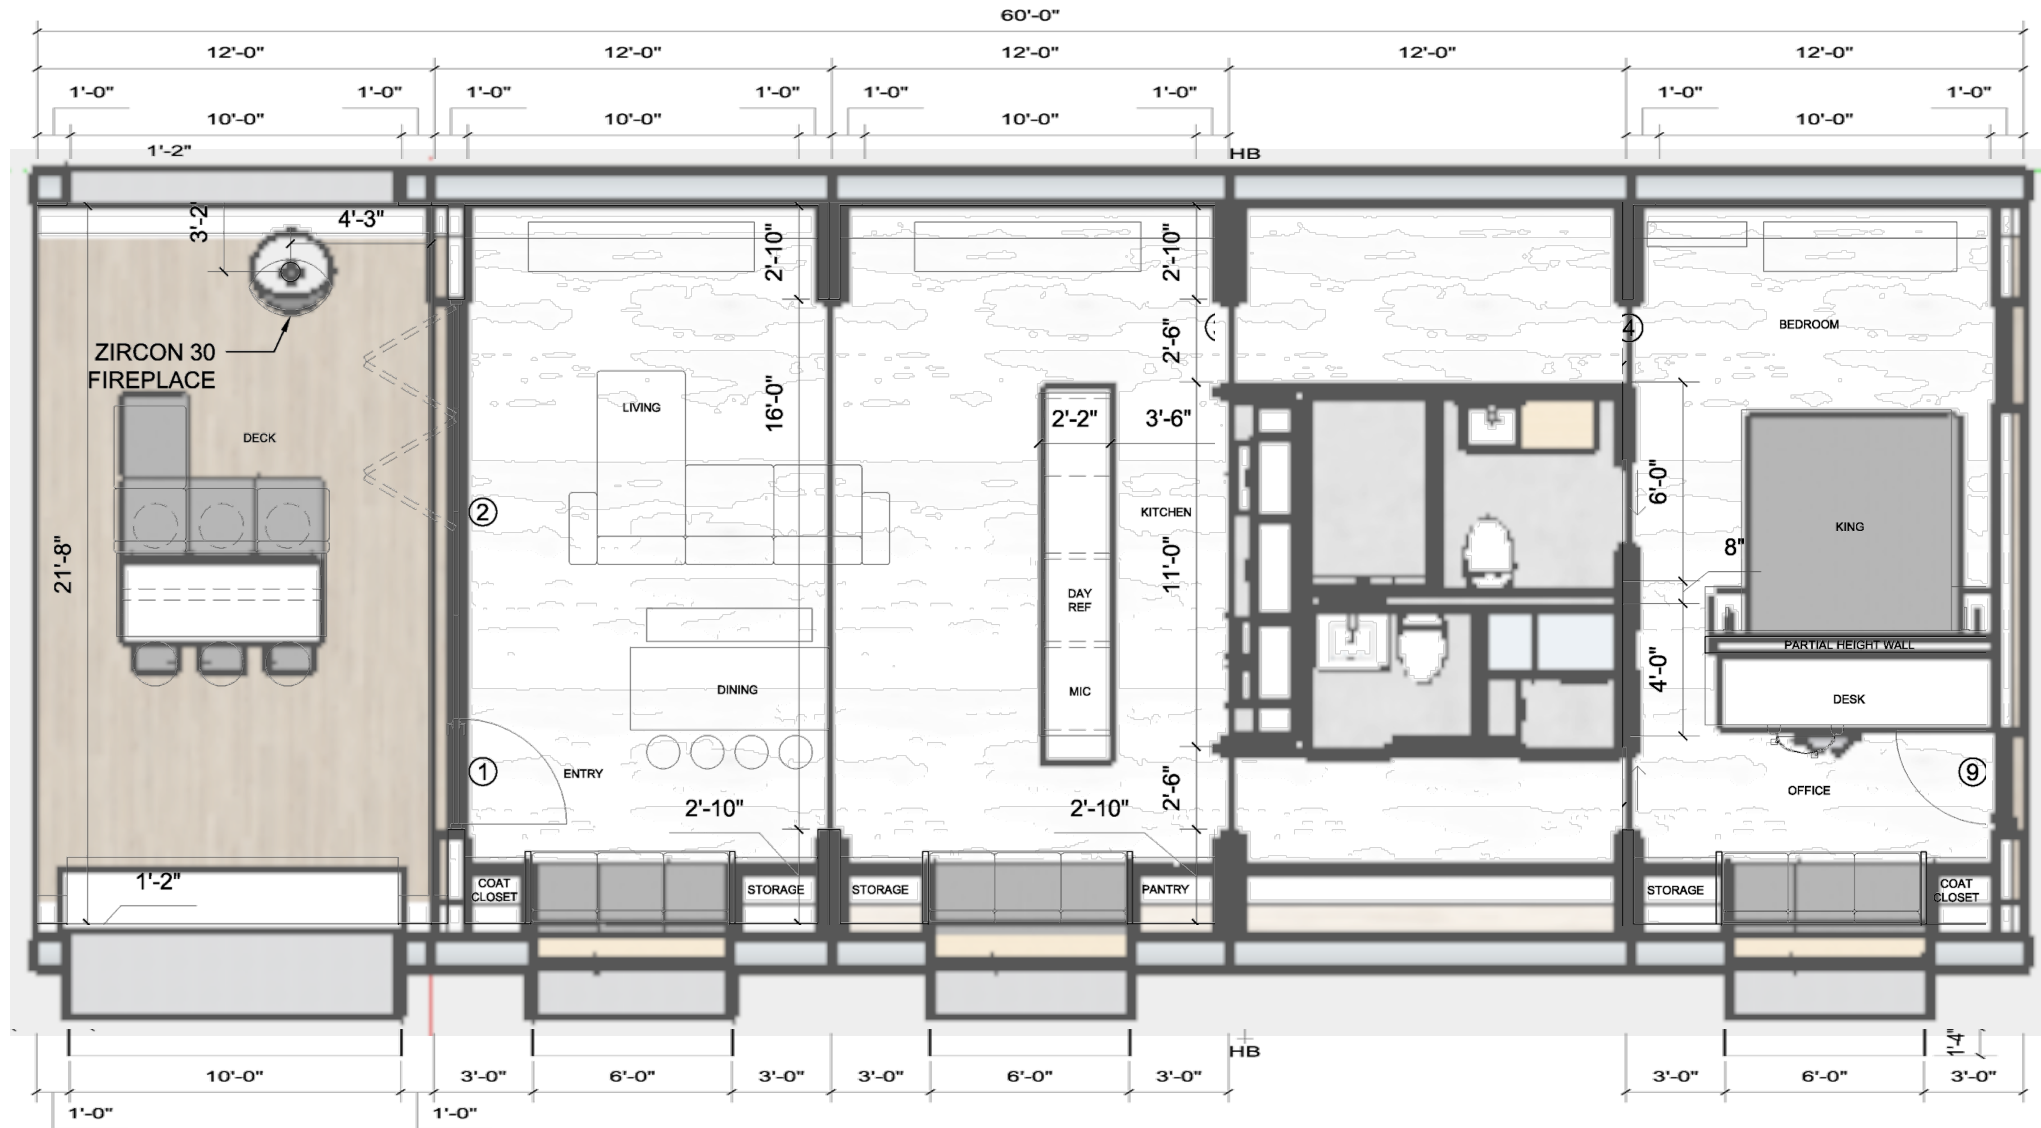 60'-0"
12'-0"
12'-0"
12'-0"
12'-0"
12'-0"
1'-0"
1'-0"
1'-0"
1'-0"
1'-0"
1'-0"
1'-0"
1'-0"
10'-0"
10'-0"
10'-0"
10'-0"
1'-2"
HB
3'-2'
4'-3"
2'-10"
2'-10"
ZIRCON 30
FIREPLACE
2'-6"
4
BEDROOM
LIVING
DECK
16'-0"
2'-2"
3'-6"
6'-0"
2
KITCHEN
KING
21'-8"
11'-0"
8"
DAY
REF
PARTIAL HEIGHT WALL
4'-0"
DINING
MIC
DESK
1
ENTRY
2'-6"
OFFICE
9
2'-10"
2'-10"
1'-2"
COAT
CLOSET
STORAGE
STORAGE
PANTRY
STORAGE
COAT
CLOSET
HB
1'-4"
10'-0"
3'-0"
6'-0"
3'-0"
3'-0"
6'-0"
3'-0"
3'-0"
6'-0"
3'-0"
1'-0"
1'-0"